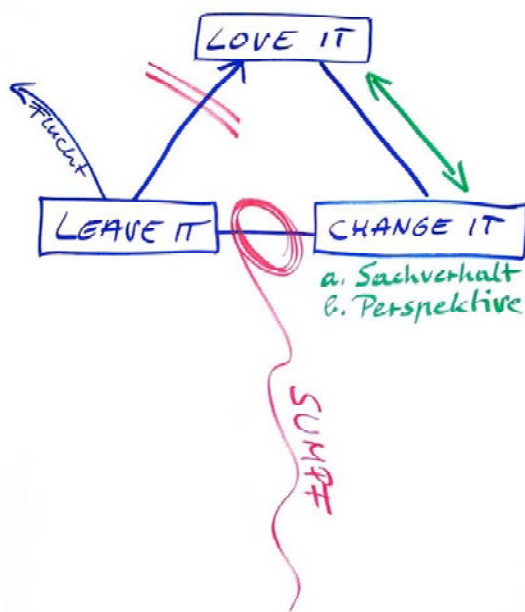 LOVE IT
Flucht
LEAVE IT
CHANGE IT
a. Sachverhalt
b. Perspektive
SUMPF